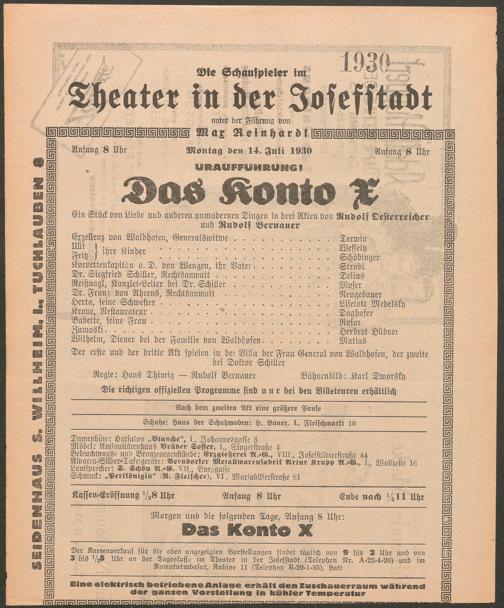 1930
Die Schauspieler im
Theater in der Josefstadt
unter der Führung von
Max Reinhardt
Anfang 8 Uhr Montag den 14. Juli 1930 Anfang 8 Uhr
URAUFFÜHRUNG!
Das Konto X
Ein Stück von Liebe und anderen unmodernen Dingen in drei Akten von Rudolf Oesterreicher
und Rudolf Bernauer
Exzellenz von Waldhofen, Generalswitwe Terwin
Ulli } ihre Kinder Wessely
Fritz Schöbinger
Korvettenkapitän a. D. von Wengen, ihr Vater Strobl
Dr. Siegfried Schiller, Rechtsanwalt Delius
Reisnagl, Kanzlei-Leiter bei Dr. Schiller Moser
Dr. Franz von Ahrens, Rechtsanwalt Neugebauer
Herta, seine Schwester Liselott Medelsky
Krone, Restaurateur Daghofer
Babette, seine Frau Rosar
Zamoski Herbert Hübner
Wilhelm, Diener bei der Familie von Waldhofen Matias
Der erste und der dritte Akt spielen in der Villa der Frau General von Waldhofen, der zweite
bei Doktor Schiller
Regie: Hans Thimig — Rudolf Bernauer Bühnenbild: Karl Dworsky
Die richtigen offiziellen Programme sind nur bei den Billeteuren erhältlich
Nach dem zweiten Akt eine größere Pause
Schuhe: Haus der Schuhmoden: H. Bauer, I., Fleischmarkt 10
Damenhüte: Hutsalon „Blanche", I., Johannesgasse 3
Möbel: Antiquitätenhaus Brüder Soffer, I., Singerstraße 4
Beleuchtungs- und Bronzegegenstände: Erzgießerei A.-G., VIII., Josefstädterstraße 44
Alpacca-Silber-Tafelgeräte: Berndorfer Metallwarenfabrik Artur Krupp A.-G., I., Wollzeile 16
Lautsprecher: S. Schön A.-G., VII., Burggasse
Schmuck: „Perlkönigin" (R. Fleischer), VI., Mariahilferstraße 81
Kassen-Eröffnung ½8 Uhr Anfang 8 Uhr Ende nach ¼11 Uhr
Morgen und die folgenden Tage, Anfang 8 Uhr:
Das Konto X
Der Kartenverkauf für die oben angezeigten Vorstellungen findet täglich von 9 bis 2 Uhr und von
3 bis ½5 Uhr an der Tageskasse im Theater in der Josefstadt (Telephon Nr. A-22-4-20) und im
Rotenturmbasar, Kabine 11 (Telephon R-29-1-35), statt
Eine elektrisch betriebene Anlage erhält den Zuschauerraum während
der ganzen Vorstellung in kühler Temperatur
SEIDENHAUS S. WILLHEIM, I., TUCHLAUBEN 8